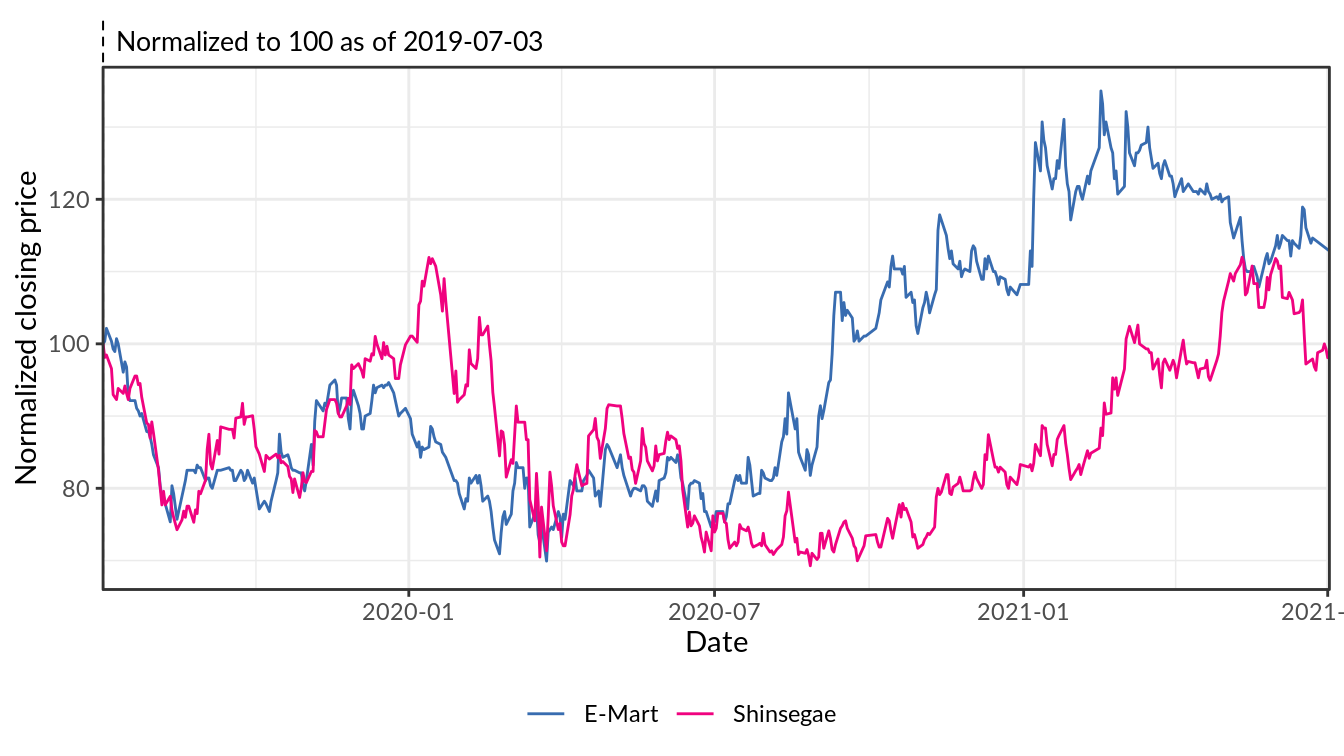 Normalized to 100 as of 2019-07-03
Normalized closing price
120
100
80
2020-01
2020-07
2021-01
2021-
Date
E-Mart
Shinsegae